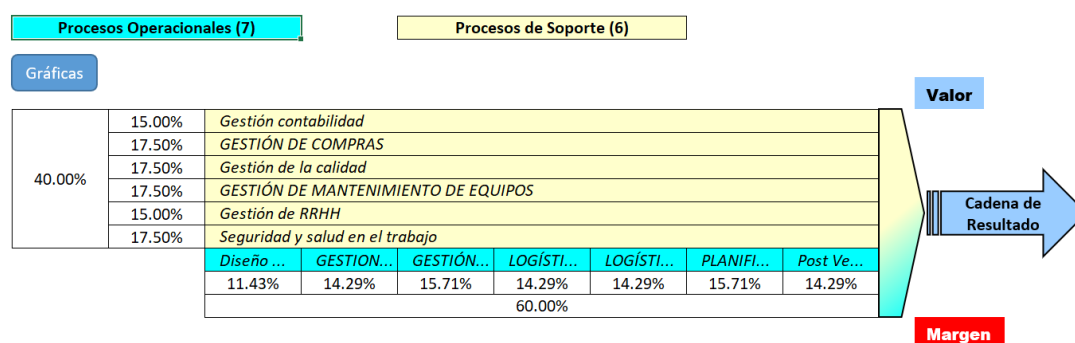 Procesos Operacionales (7)
Procesos de Soporte (6)
Gráficas
Valor
40.00%
15.00% Gestión contabilidad
17.50% GESTIÓN DE COMPRAS
17.50% Gestión de la calidad
17.50% GESTIÓN DE MANTENIMIENTO DE EQUIPOS
15.00% Gestión de RRHH
17.50% Seguridad y salud en el trabajo
Cadena de
Resultado
Diseño ... GESTION... GESTIÓN... LOGÍSTI... LOGÍSTI... PLANIFI... Post Ve...
11.43% 14.29% 15.71% 14.29% 14.29% 15.71% 14.29%
60.00%
Margen